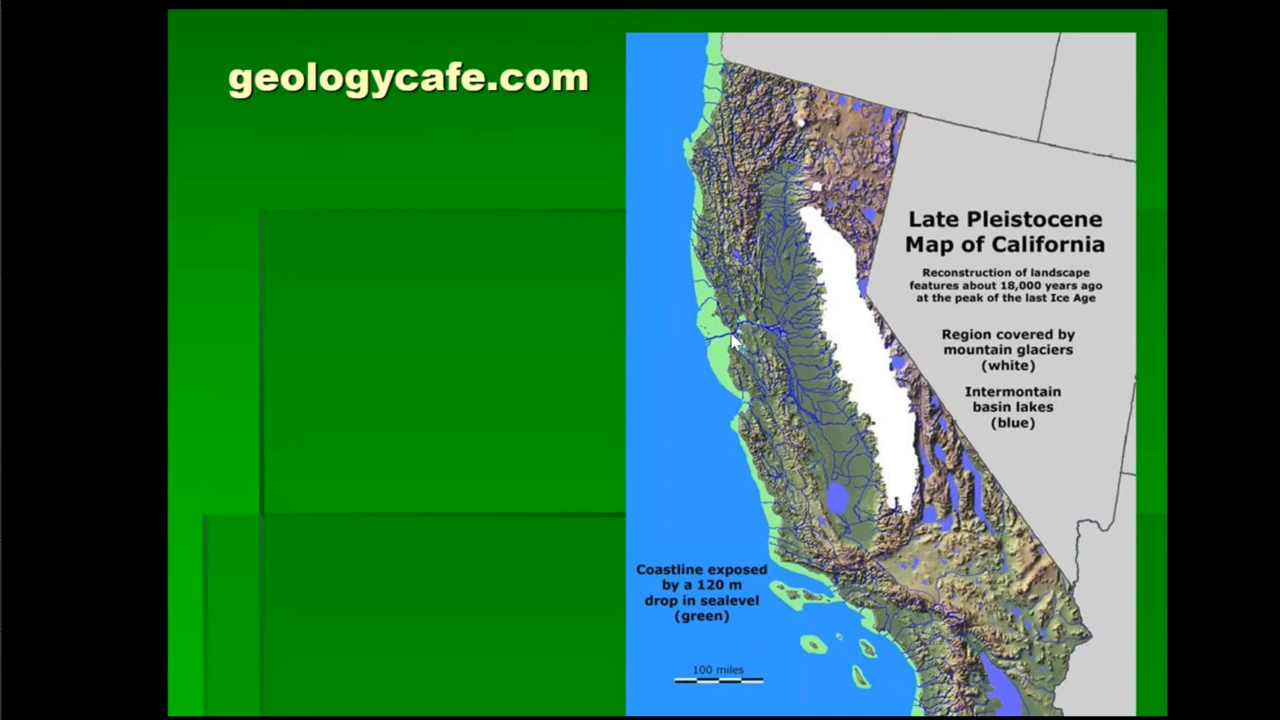 geologycafe.com
Late Pleistocene
Map of California
Reconstruction of landscape
features about 18,000 years ago
at the peak of the last Ice Age
Region covered by
mountain glaciers
(white)
Intermontain
basin lakes
(blue)
Coastline exposed
by a 120 m
drop in sealevel
(green)
100 miles